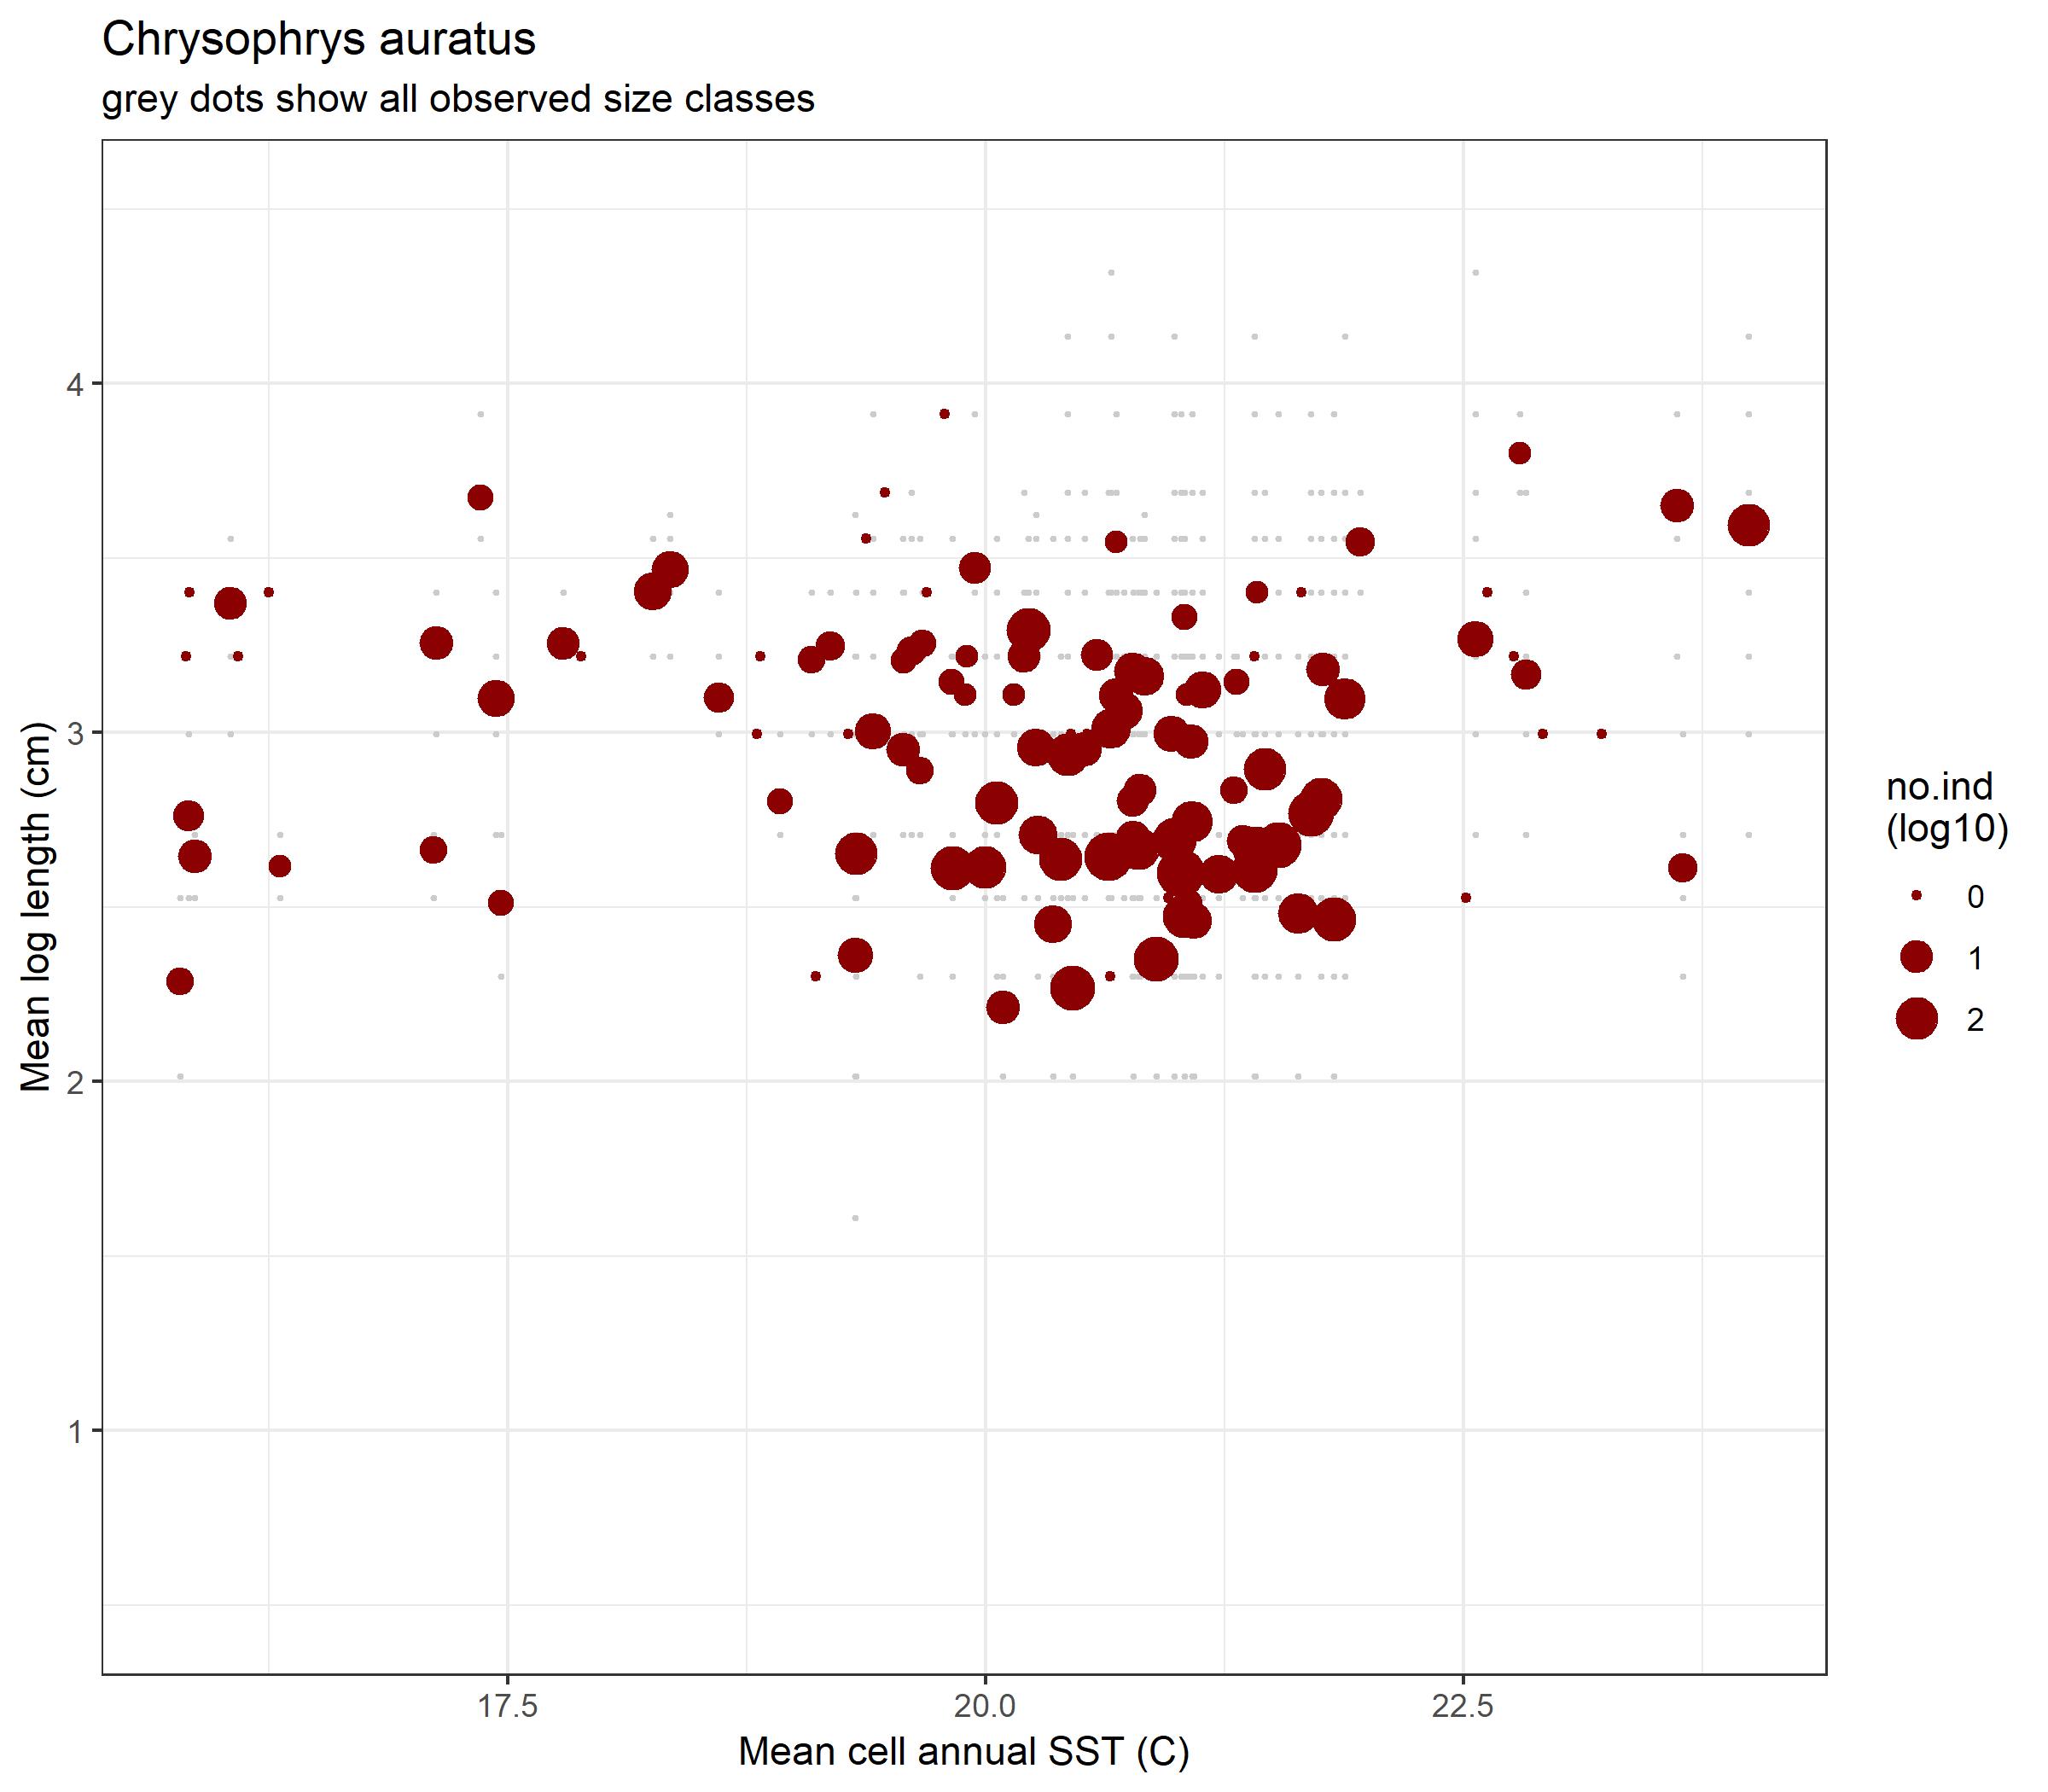 Chrysophrys auratus
grey dots show all observed size classes
Mean log length (cm)
4
3
2
1
17.5 20.0 22.5
Mean cell annual SST (C)
no.ind
(log10)
0
1
2